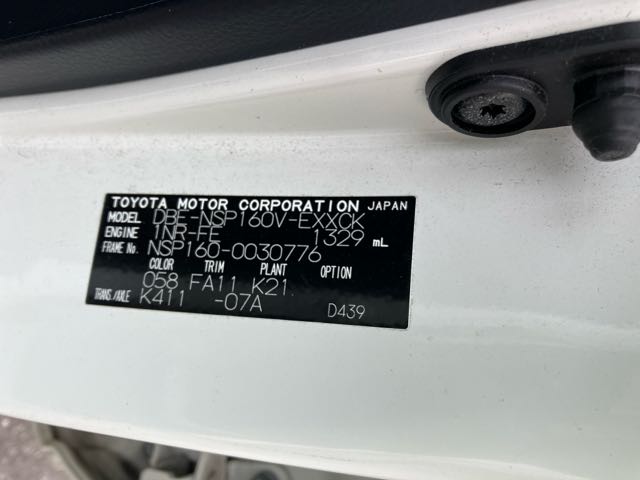 TOYOTA MOTOR CORPORATION JAPAN
MODEL DBE-NSP160V-EXXCK
ENGINE 1NR-FE 1329 mL
FRAME No. NSP160-0030776
COLOR TRIM PLANT OPTION
058 FA11 K21
TRANS./AXLE K411 -07A D439